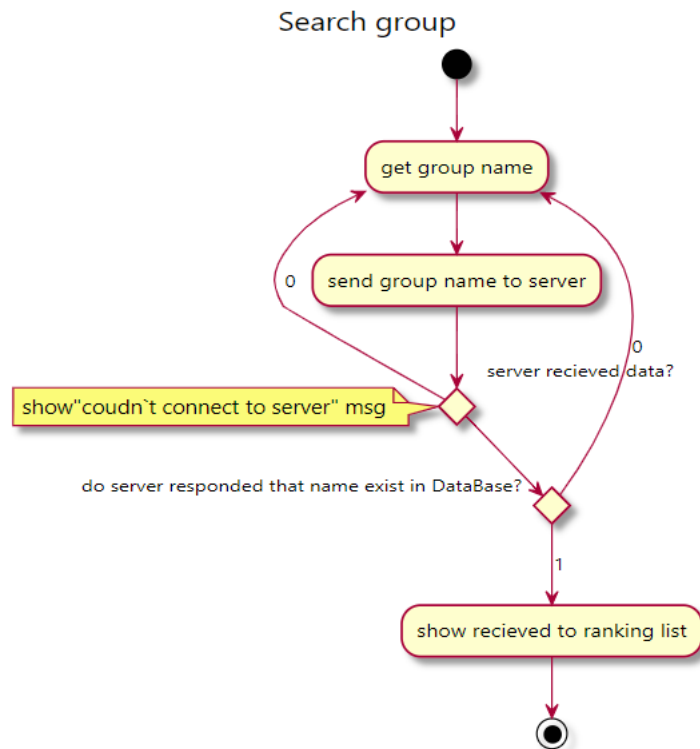 Search group
get group name
send group name to server
0
0
server recieved data?
show"coudn`t connect to server" msg
do server responded that name exist in DataBase?
1
show recieved to ranking list